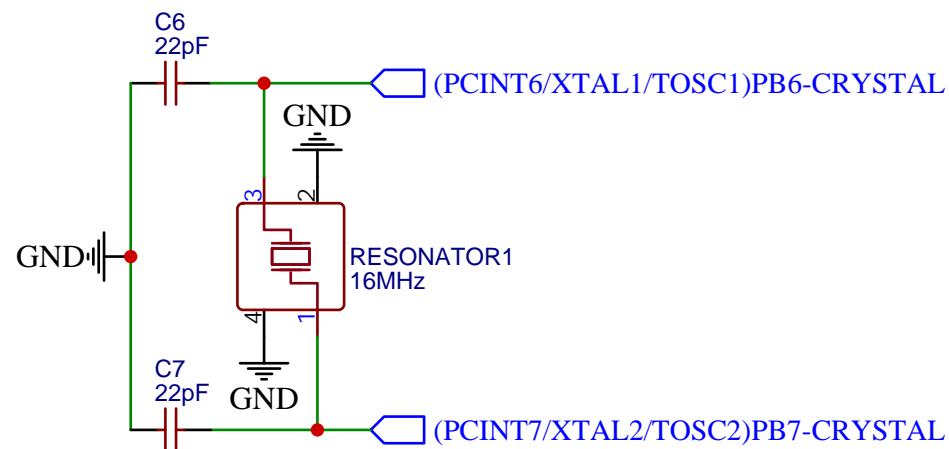 C6
22pF
(PCINT6/XTAL1/TOSC1)PB6-CRYSTAL
GND
3
2
GND
RESONATOR1
16MHz
4
1
C7
22pF
GND
(PCINT7/XTAL2/TOSC2)PB7-CRYSTAL